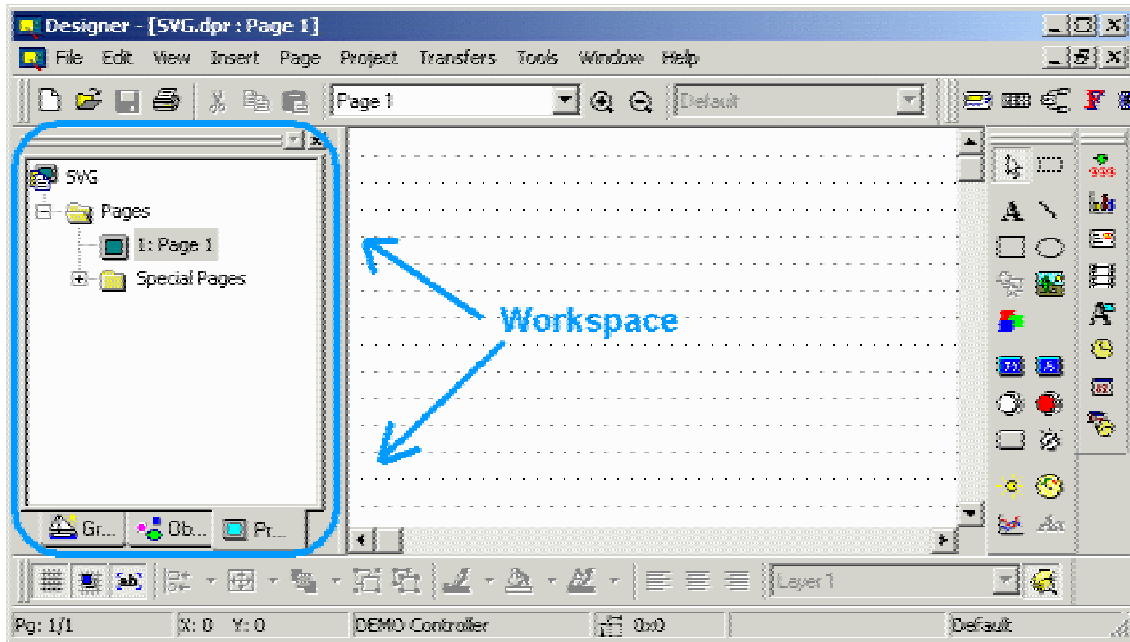 Designer - [SVG.dpr : Page 1]
File Edit View Insert Page Project Transfers Tools Window Help
Page 1 Default
SVG
Pages
1: Page 1
Special Pages
Workspace
Gr... Ob... Pr...
Layer 1
Pg: 1/1 X: 0 Y: 0 DEMO Controller 0x0 Default